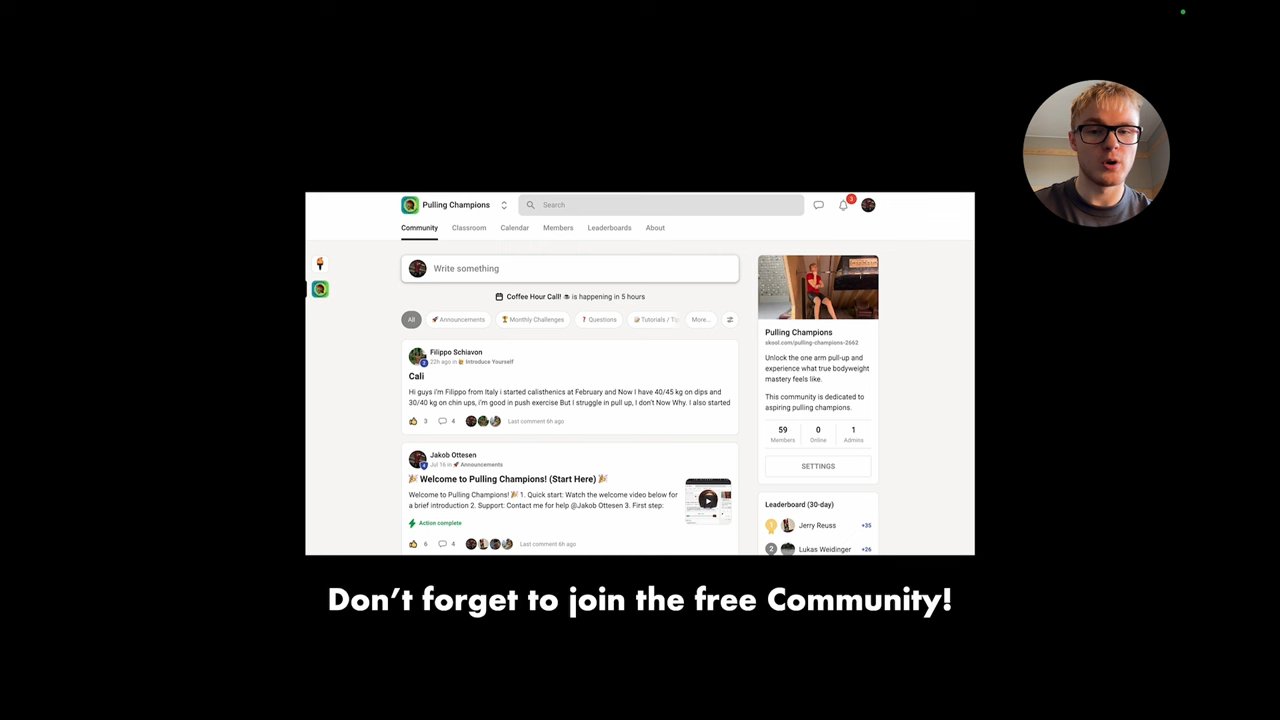 Pulling Champions
Search
3
Community
Classroom
Calendar
Members
Leaderboards
About
Write something
Coffee Hour Call! ☕ is happening in 5 hours
All
🚀 Announcements
🏆 Monthly Challenges
❓ Questions
📝 Tutorials /
More...
Filippo Schiavon
22h ago in 👋 Introduce Yourself
Cali
Hi guys i'm Filippo from Italy i started calisthenics at February and Now I have 40/45 kg on dips and
30/40 kg on chin ups, i'm good in push exercise But I struggle in pull up, I don't Now Why. I also started
3
4
Last comment 6h ago
Jakob Ottesen
Jul 16 in 🚀 Announcements
🎉 Welcome to Pulling Champions! (Start Here) 🎉
Welcome to Pulling Champions! 🎉 1. Quick start: Watch the welcome video below for
a brief introduction 2. Support: Contact me for help @Jakob Ottesen 3. First step:
Action complete
6
4
Last comment 6h ago
Pulling Champions
skool.com/pulling-champions-2662
Unlock the one arm pull-up and
experience what true bodyweight
mastery feels like.
This community is dedicated to
aspiring pulling champions.
59 0 1
Members Online Admins
SETTINGS
Leaderboard (30-day)
1 Jerry Reuss +35
2 Lukas Weidinger +26
Don't forget to join the free Community!